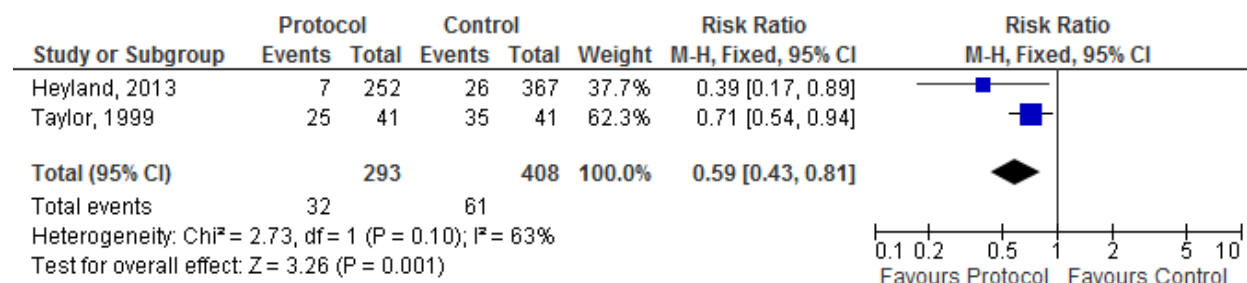 Protocol Control Risk Ratio Risk Ratio
Study or Subgroup Events Total Events Total Weight M-H, Fixed, 95% CI M-H, Fixed, 95% CI
Heyland, 2013 7 252 26 367 37.7% 0.39 [0.17, 0.89]
Taylor, 1999 25 41 35 41 62.3% 0.71 [0.54, 0.94]
Total (95% CI) 293 408 100.0% 0.59 [0.43, 0.81]
Total events 32 61
Heterogeneity: Chi² = 2.73, df = 1 (P = 0.10); I² = 63%
Test for overall effect: Z = 3.26 (P = 0.001)
0.1 0.2 0.5 1 2 5 10
Favours Protocol Favours Control